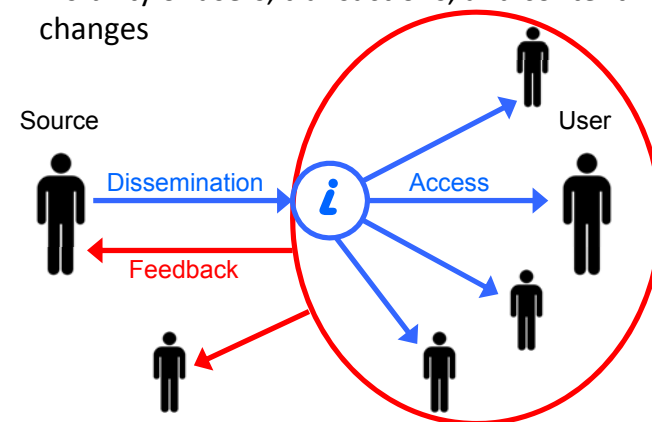 changes
Source
User
Dissemination
i
Access
Feedback